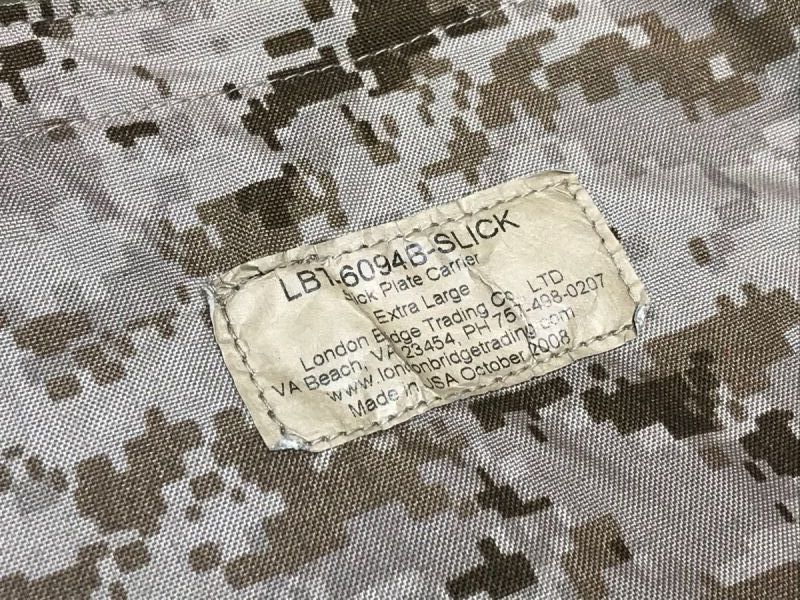 LBT-6094B-SLICK
Slick Plate Carrier
Extra Large
London Bridge Trading Co., LTD
VA Beach, VA 23454. PH 757-498-0207
www.londonbridgetrading.com
Made in USA October 2008